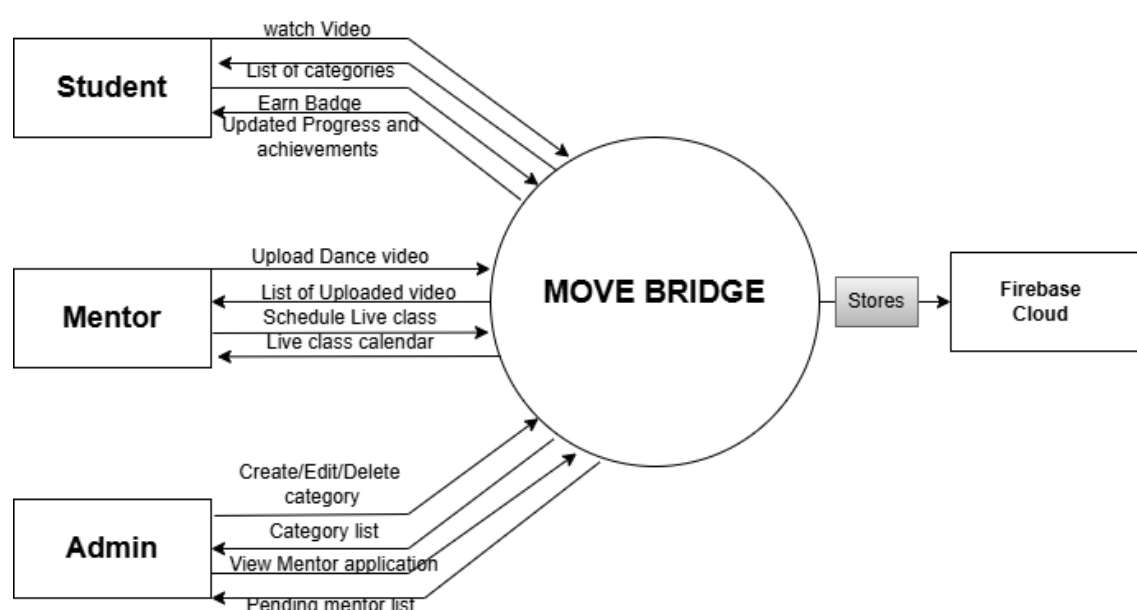 watch Video
Student
List of categories
Earn Badge
Updated Progress and
achievements
Upload Dance video
Mentor
List of Uploaded video
Schedule Live class
Live class calendar
MOVE BRIDGE
Stores
Firebase
Cloud
Create/Edit/Delete
category
Admin
Category list
View Mentor application
Pending mentor list